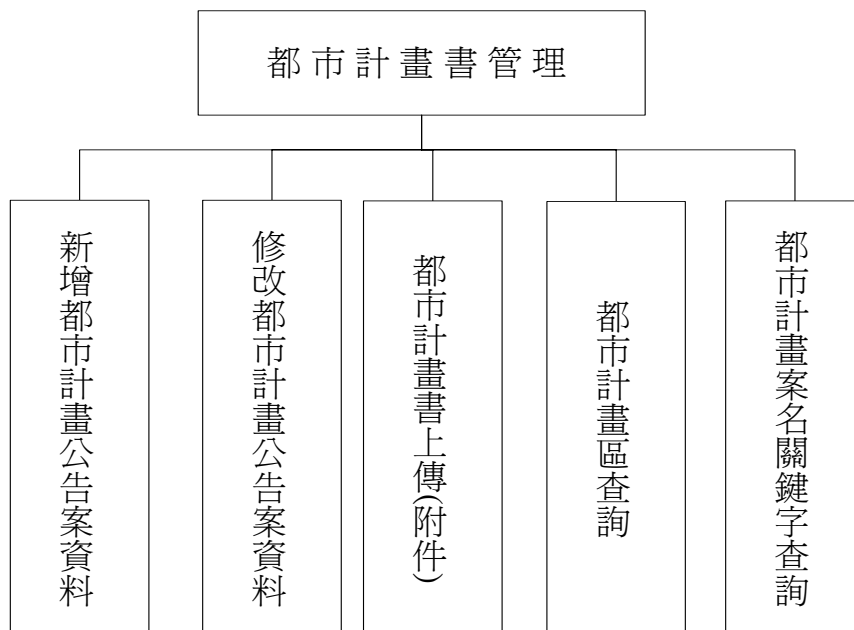 都市計畫書管理
新增都市計畫公告案資料
修改都市計畫公告案資料
都市計畫書上傳(附件)
都市計畫區查詢
都市計畫案名關鍵字查詢